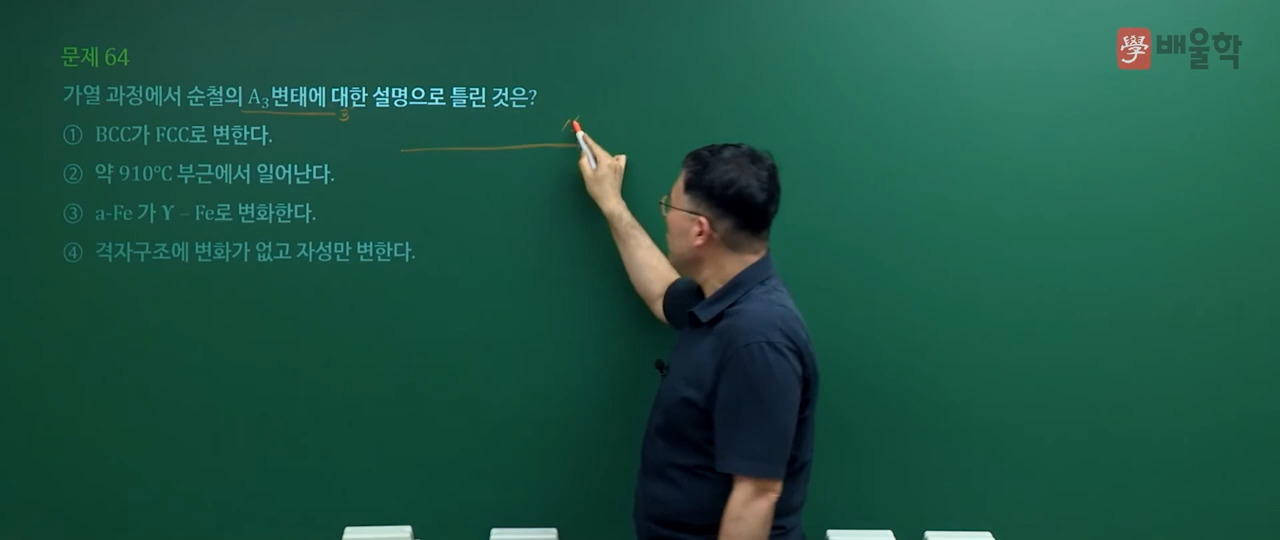 문제 64
學 배울학
가열 과정에서 순철의 A₃변태에 대한 설명으로 틀린 것은?
3
① BCC가 FCC로 변한다.
② 약 910℃ 부근에서 일어난다.
③ a-Fe 가 ϒ – Fe로 변화한다.
④ 격자구조에 변화가 없고 자성만 변한다.